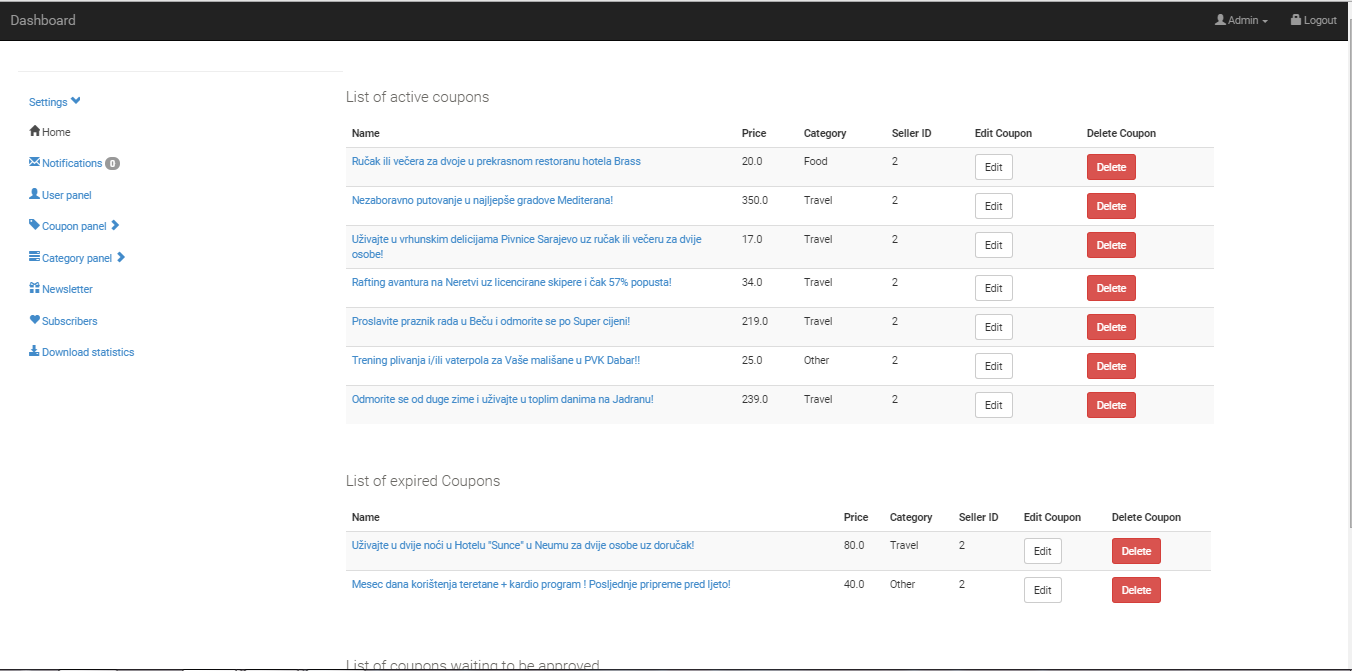 Dashboard Admin Logout
Settings
Home
Notifications 0
User panel
Coupon panel
Category panel
Newsletter
Subscribers
Download statistics
List of active coupons
Name Price Category Seller ID Edit Coupon Delete Coupon
Ručak ili večera za dvoje u prekrasnom restoranu hotela Brass 20.0 Food 2 Edit Delete
Nezaboravno putovanje u najljepše gradove Mediterana! 350.0 Travel 2 Edit Delete
Uživajte u vrhunskim delicijama Pivnice Sarajevo uz ručak ili večeru za dvije 17.0 Travel 2 Edit Delete
osobe!
Rafting avantura na Neretvi uz licencirane skipere i čak 57% popusta! 34.0 Travel 2 Edit Delete
Proslavite praznik rada u Beču i odmorite se po Super cijeni! 219.0 Travel 2 Edit Delete
Trening plivanja i/ili vaterpola za Vaše mališane u PVK Dabar!! 25.0 Other 2 Edit Delete
Odmorite se od duge zime i uživajte u toplim danima na Jadranu! 239.0 Travel 2 Edit Delete
List of expired Coupons
Name Price Category Seller ID Edit Coupon Delete Coupon
Uživajte u dvije noći u Hotelu "Sunce" u Neumu za dvije osobe uz doručak! 80.0 Travel 2 Edit Delete
Mesec dana korištenja teretane + kardio program ! Posljednje pripreme pred ljeto! 40.0 Other 2 Edit Delete
List of coupons waiting to be approved